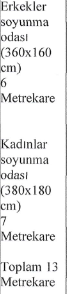 Erkekler
soyunma
odası
(360x160
cm)
6
Metrekare
Kadınlar
soyunma
odası
(380x180
cm)
7
Metrekare
Toplam 13
Metrekare